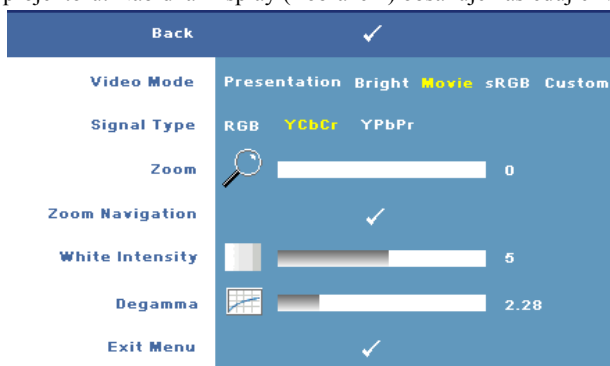 Back
Video Mode Presentation Bright Movie sRGB Custom
Signal Type RGB YCbCr YPbPr
Zoom 0
Zoom Navigation
White Intensity 5
Degamma 2.28
Exit Menu